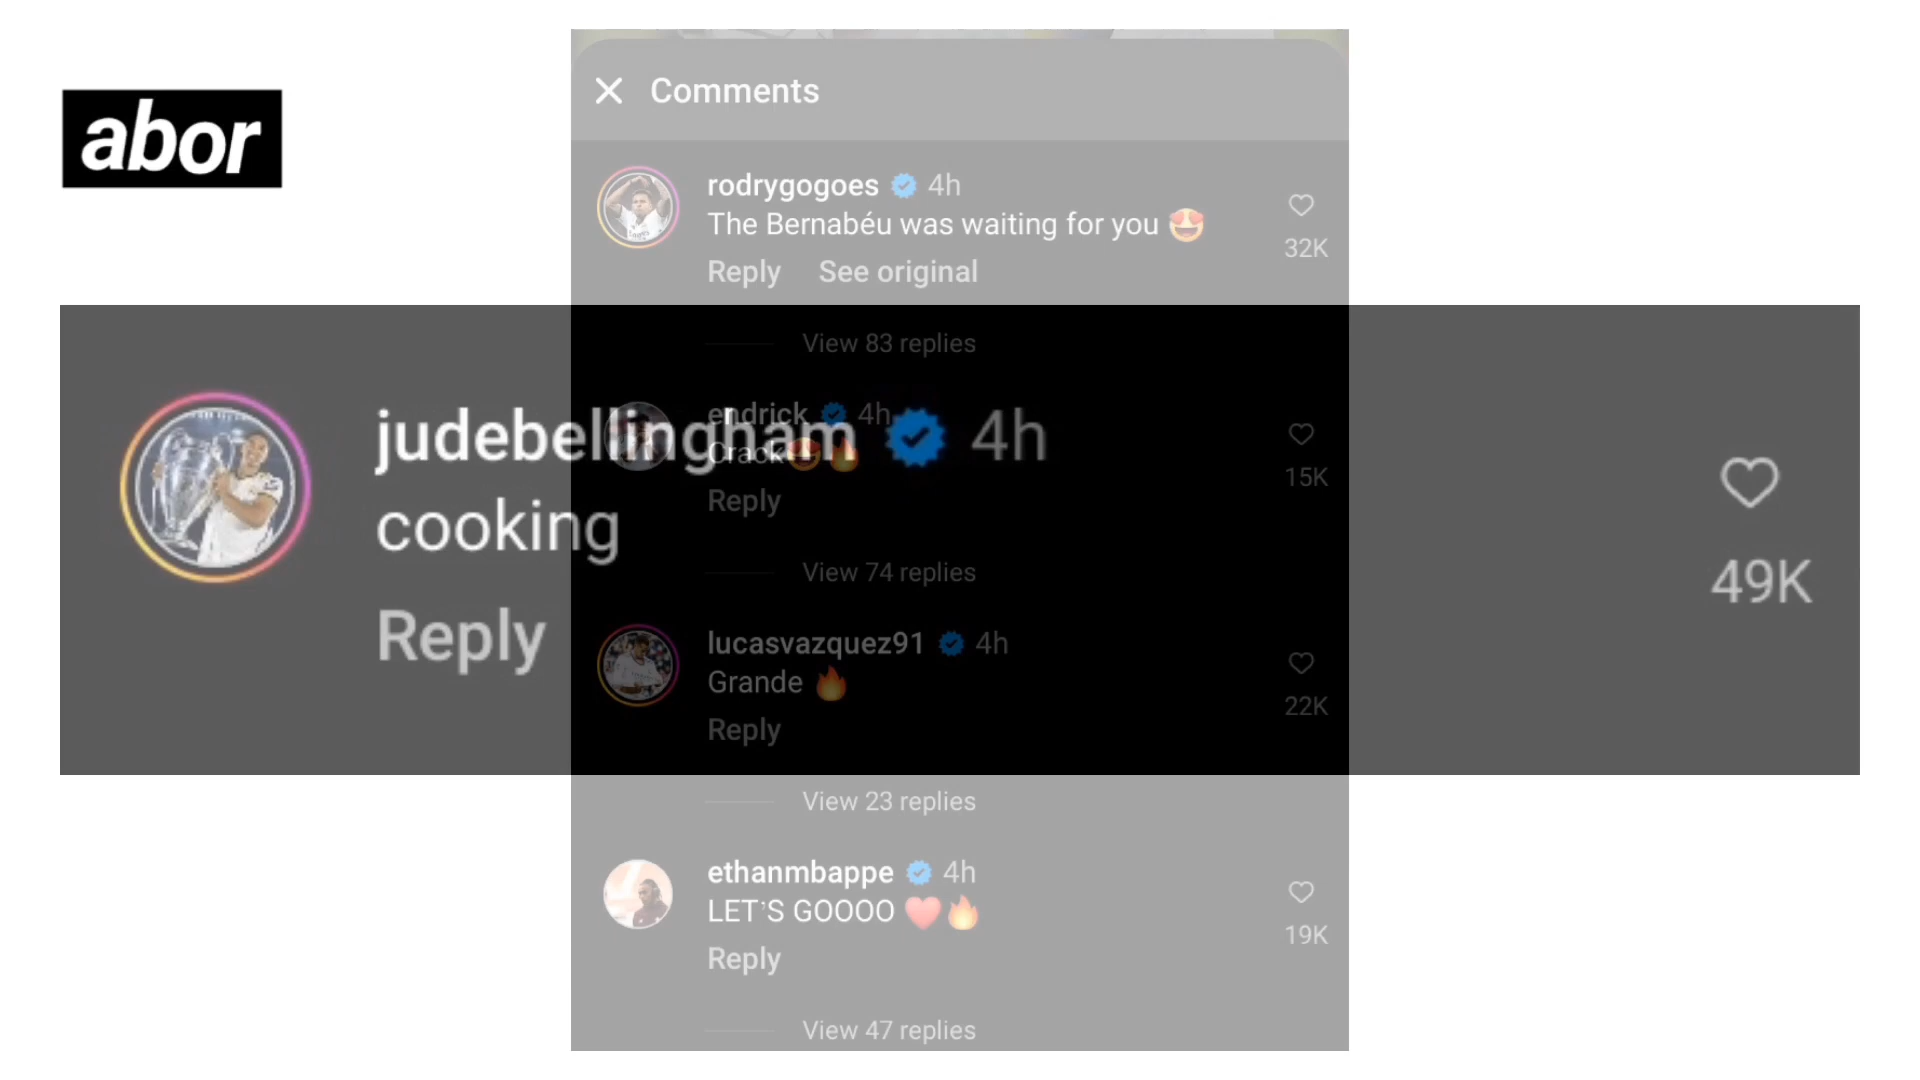 abor
Comments
rodrygogoes 4h
The Bernabéu was waiting for you 😍
32K
Reply See original
View 83 replies
judebellingham 4h
cooking
Reply
49K
endrick 4h
Crack😍🔥
15K
Reply
View 74 replies
lucasvazquez91 4h
Grande 🔥
22K
Reply
View 23 replies
ethanmbappe 4h
LET'S GOOOO ❤️🔥
19K
Reply
View 47 replies